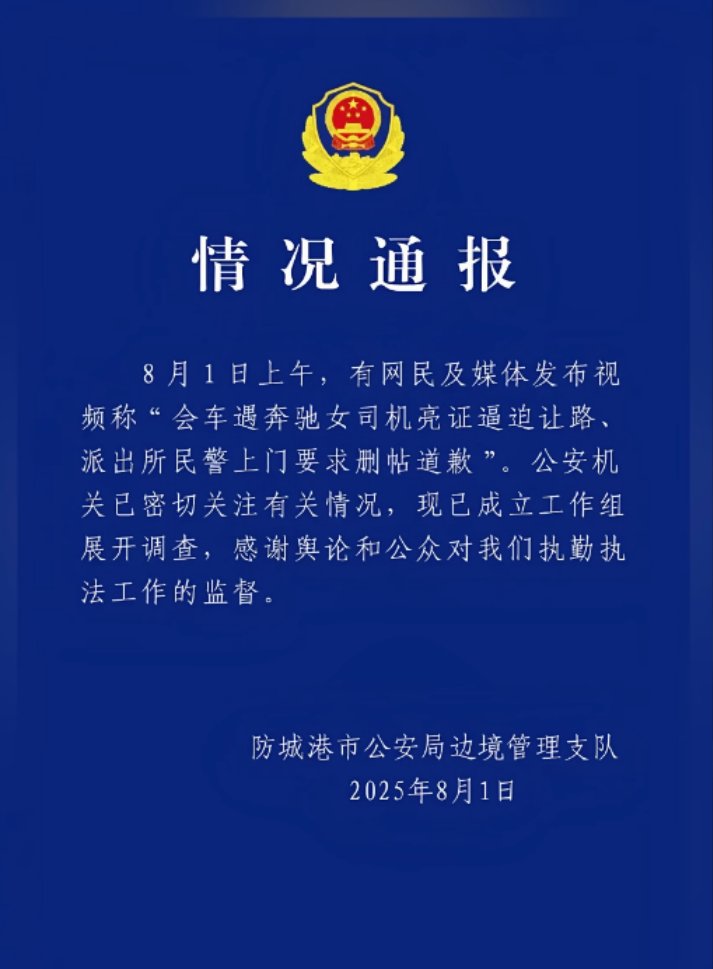 情况通报
8月1日上午，有网民及媒体发布视
频称“会车遇奔驰女司机亮证逼迫让路、
派出所民警上门要求删帖道歉”。公安机
关已密切关注有关情况，现已成立工作组
展开调查，感谢舆论和公众对我们执勤执
法工作的监督。
防城港市公安局边境管理支队
2025年8月1日